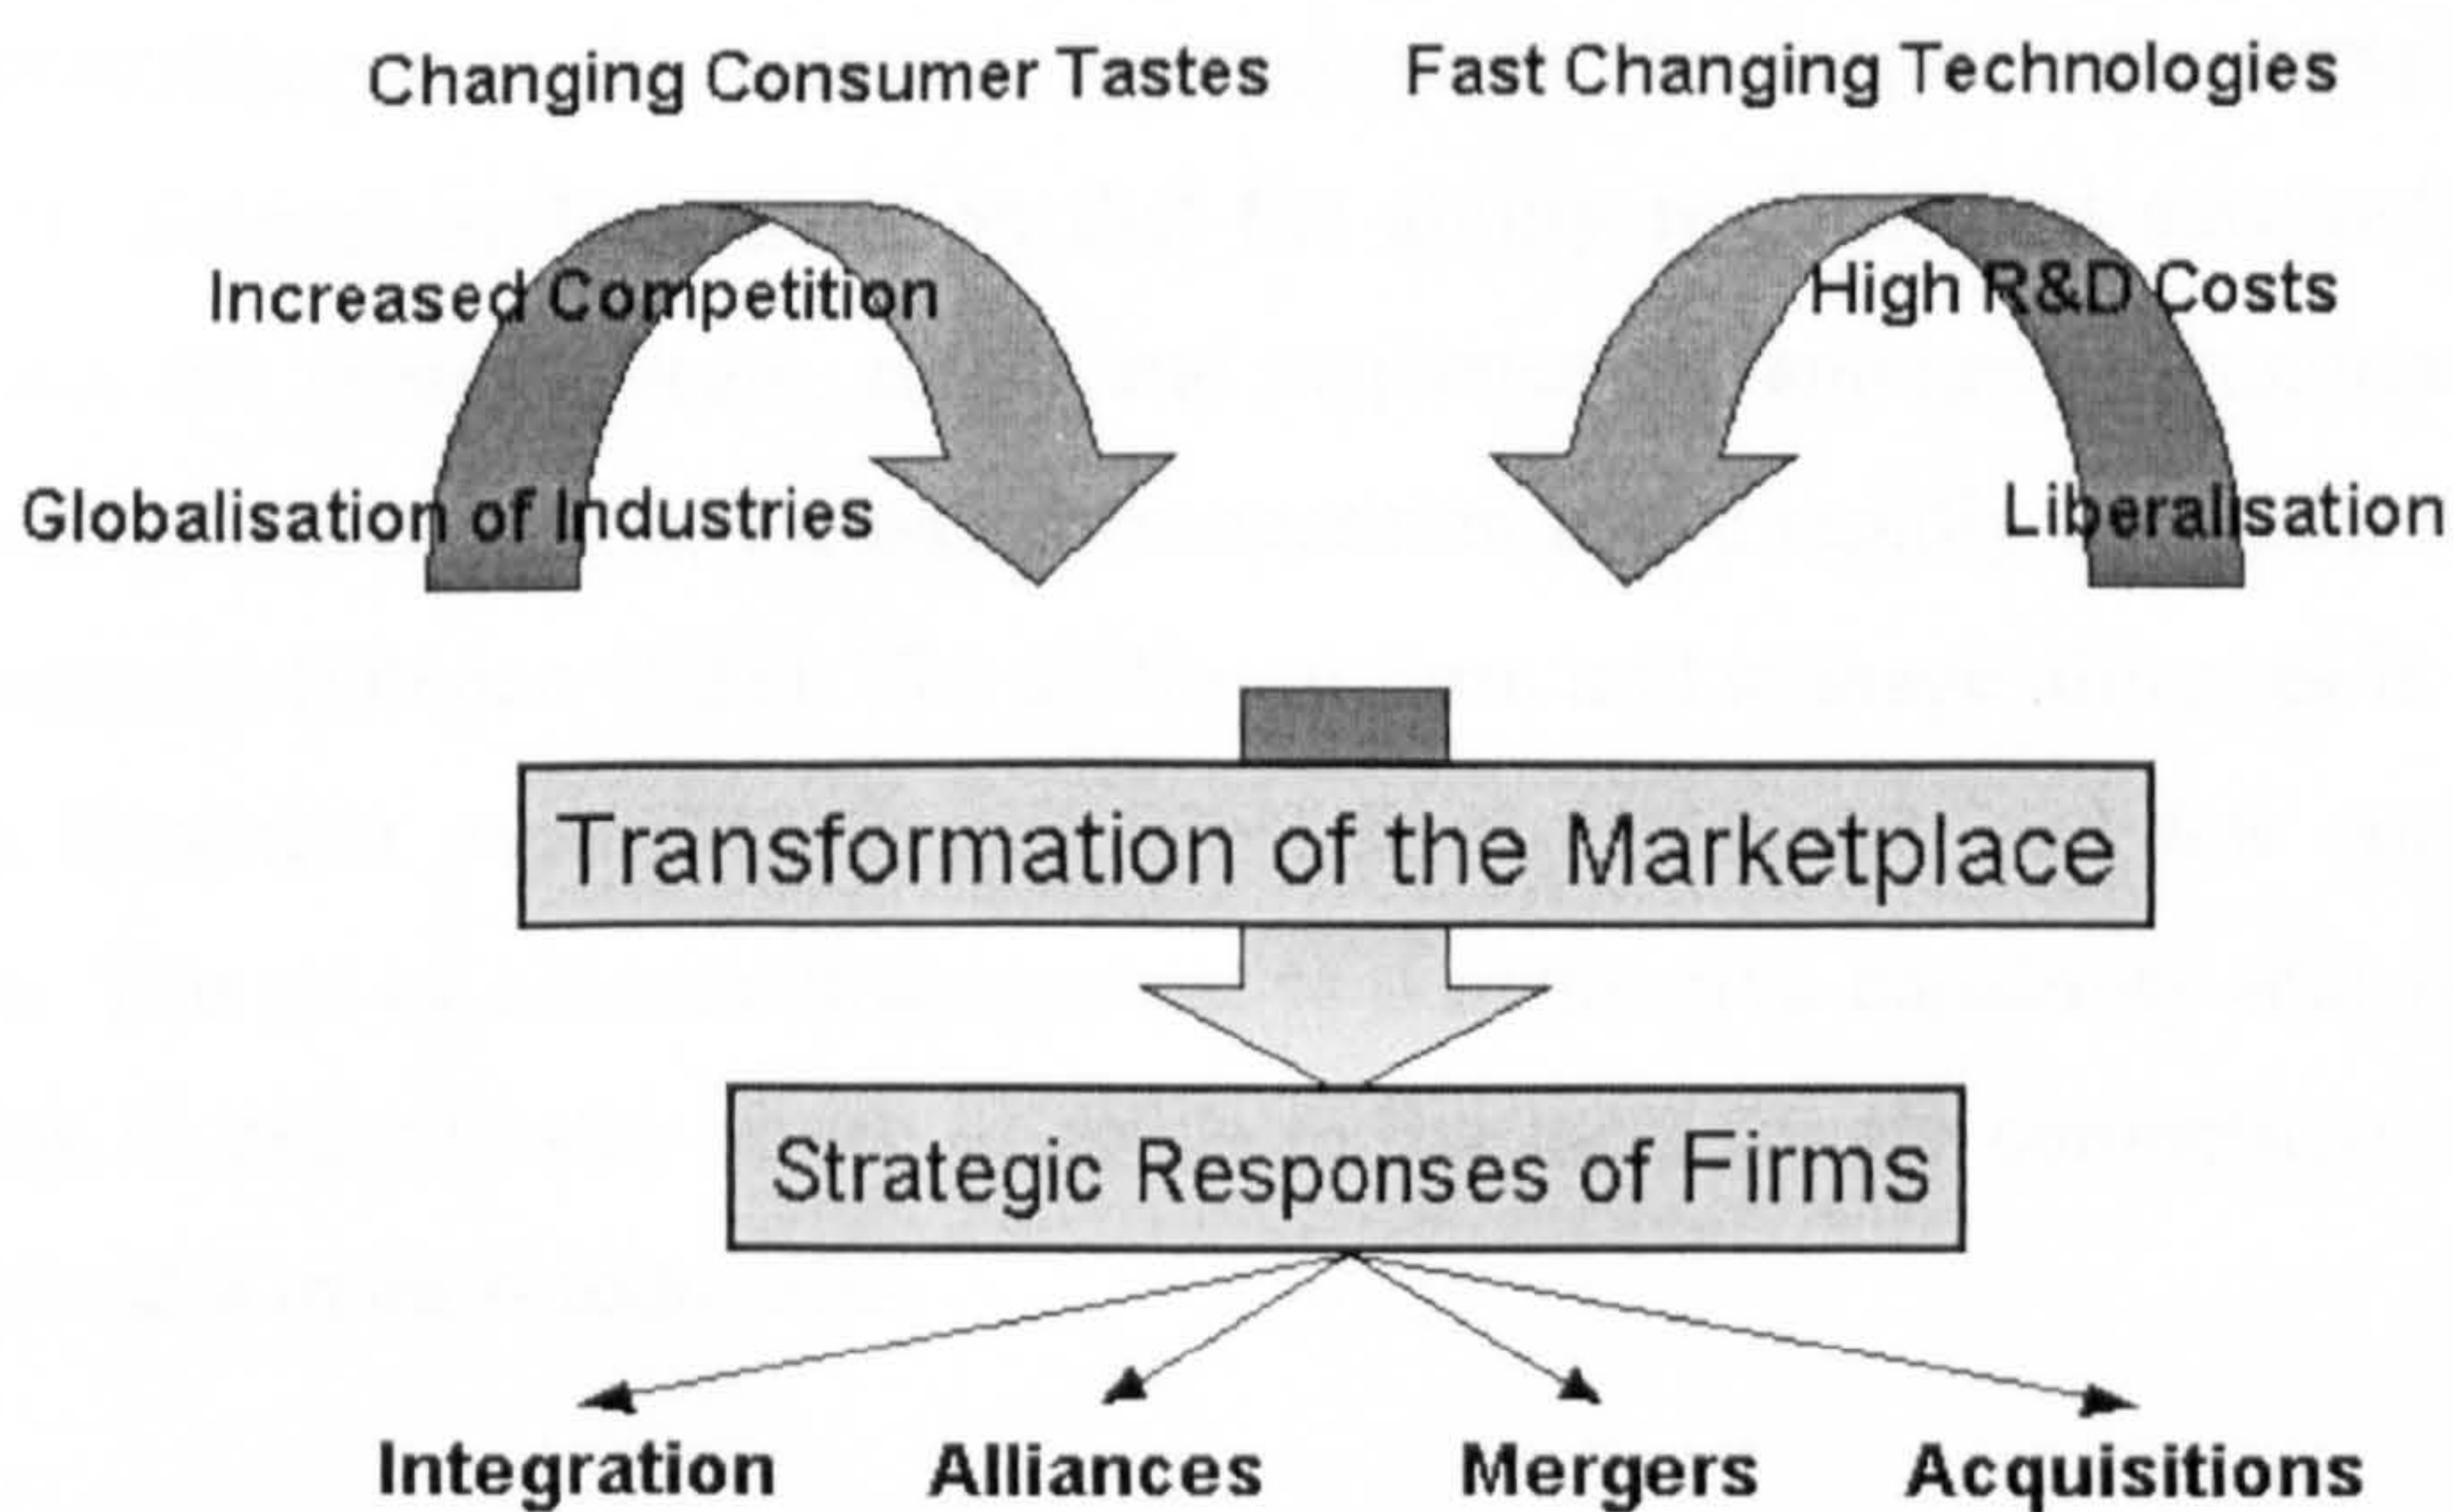 Changing Consumer Tastes
Fast Changing Technologies
Increased Competition
High R&D Costs
Globalisation of Industries
Liberalisation
Transformation of the Marketplace
Strategic Responses of Firms
Integration
Alliances
Mergers
Acquisitions